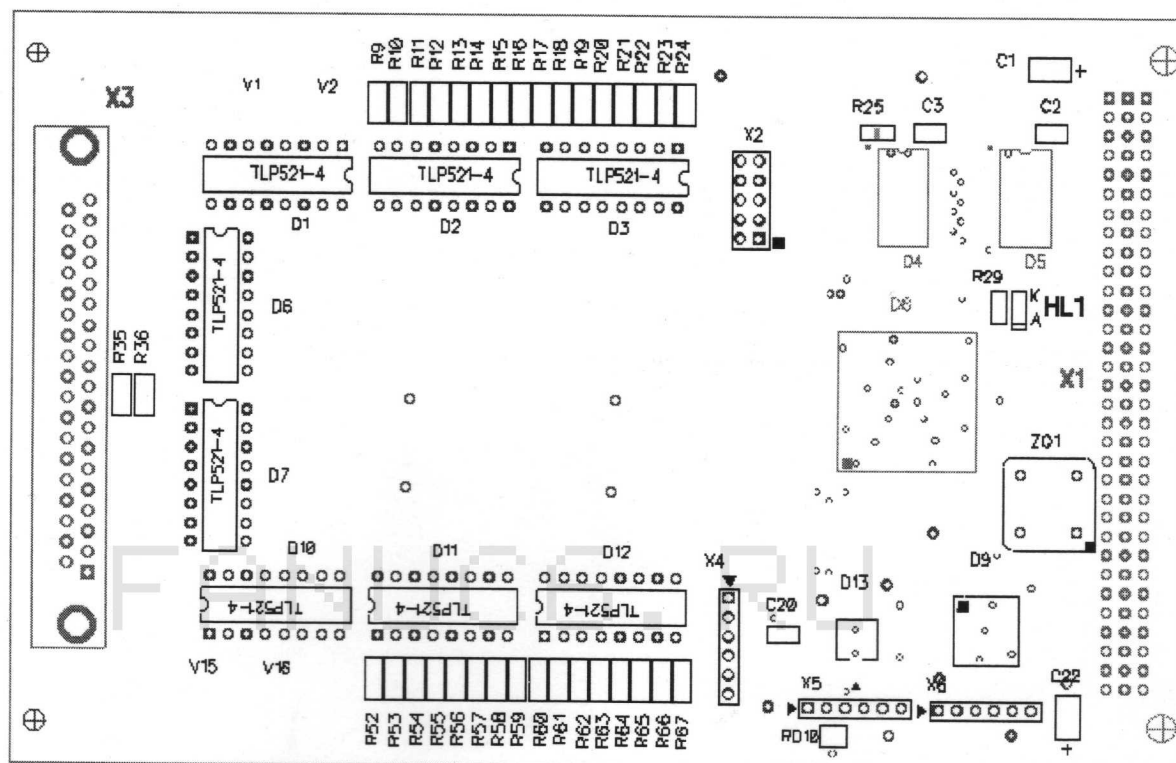 R9
R10
R11
R12
R13
R14
R15
R16
R17
R18
R19
R20
R21
R22
R23
R24
C1
+
X3
V1
V2
R25
C3
C2
X2
TLP521-4
TLP521-4
TLP521-4
D1
D2
D3
D4
D5
TLP521-4
D6
R29
K
A
HL1
D8
R35
R36
X1
TLP521-4
D7
ZQ1
D10
D11
D12
X4
D13
D9
FANUCC.RU
TLP521-4
TLP521-4
TLP521-4
C20
V15
V16
X5
X6
R52
R53
R54
R55
R56
R57
R58
R59
R60
R61
R62
R63
R64
R65
R66
R67
RD10
+